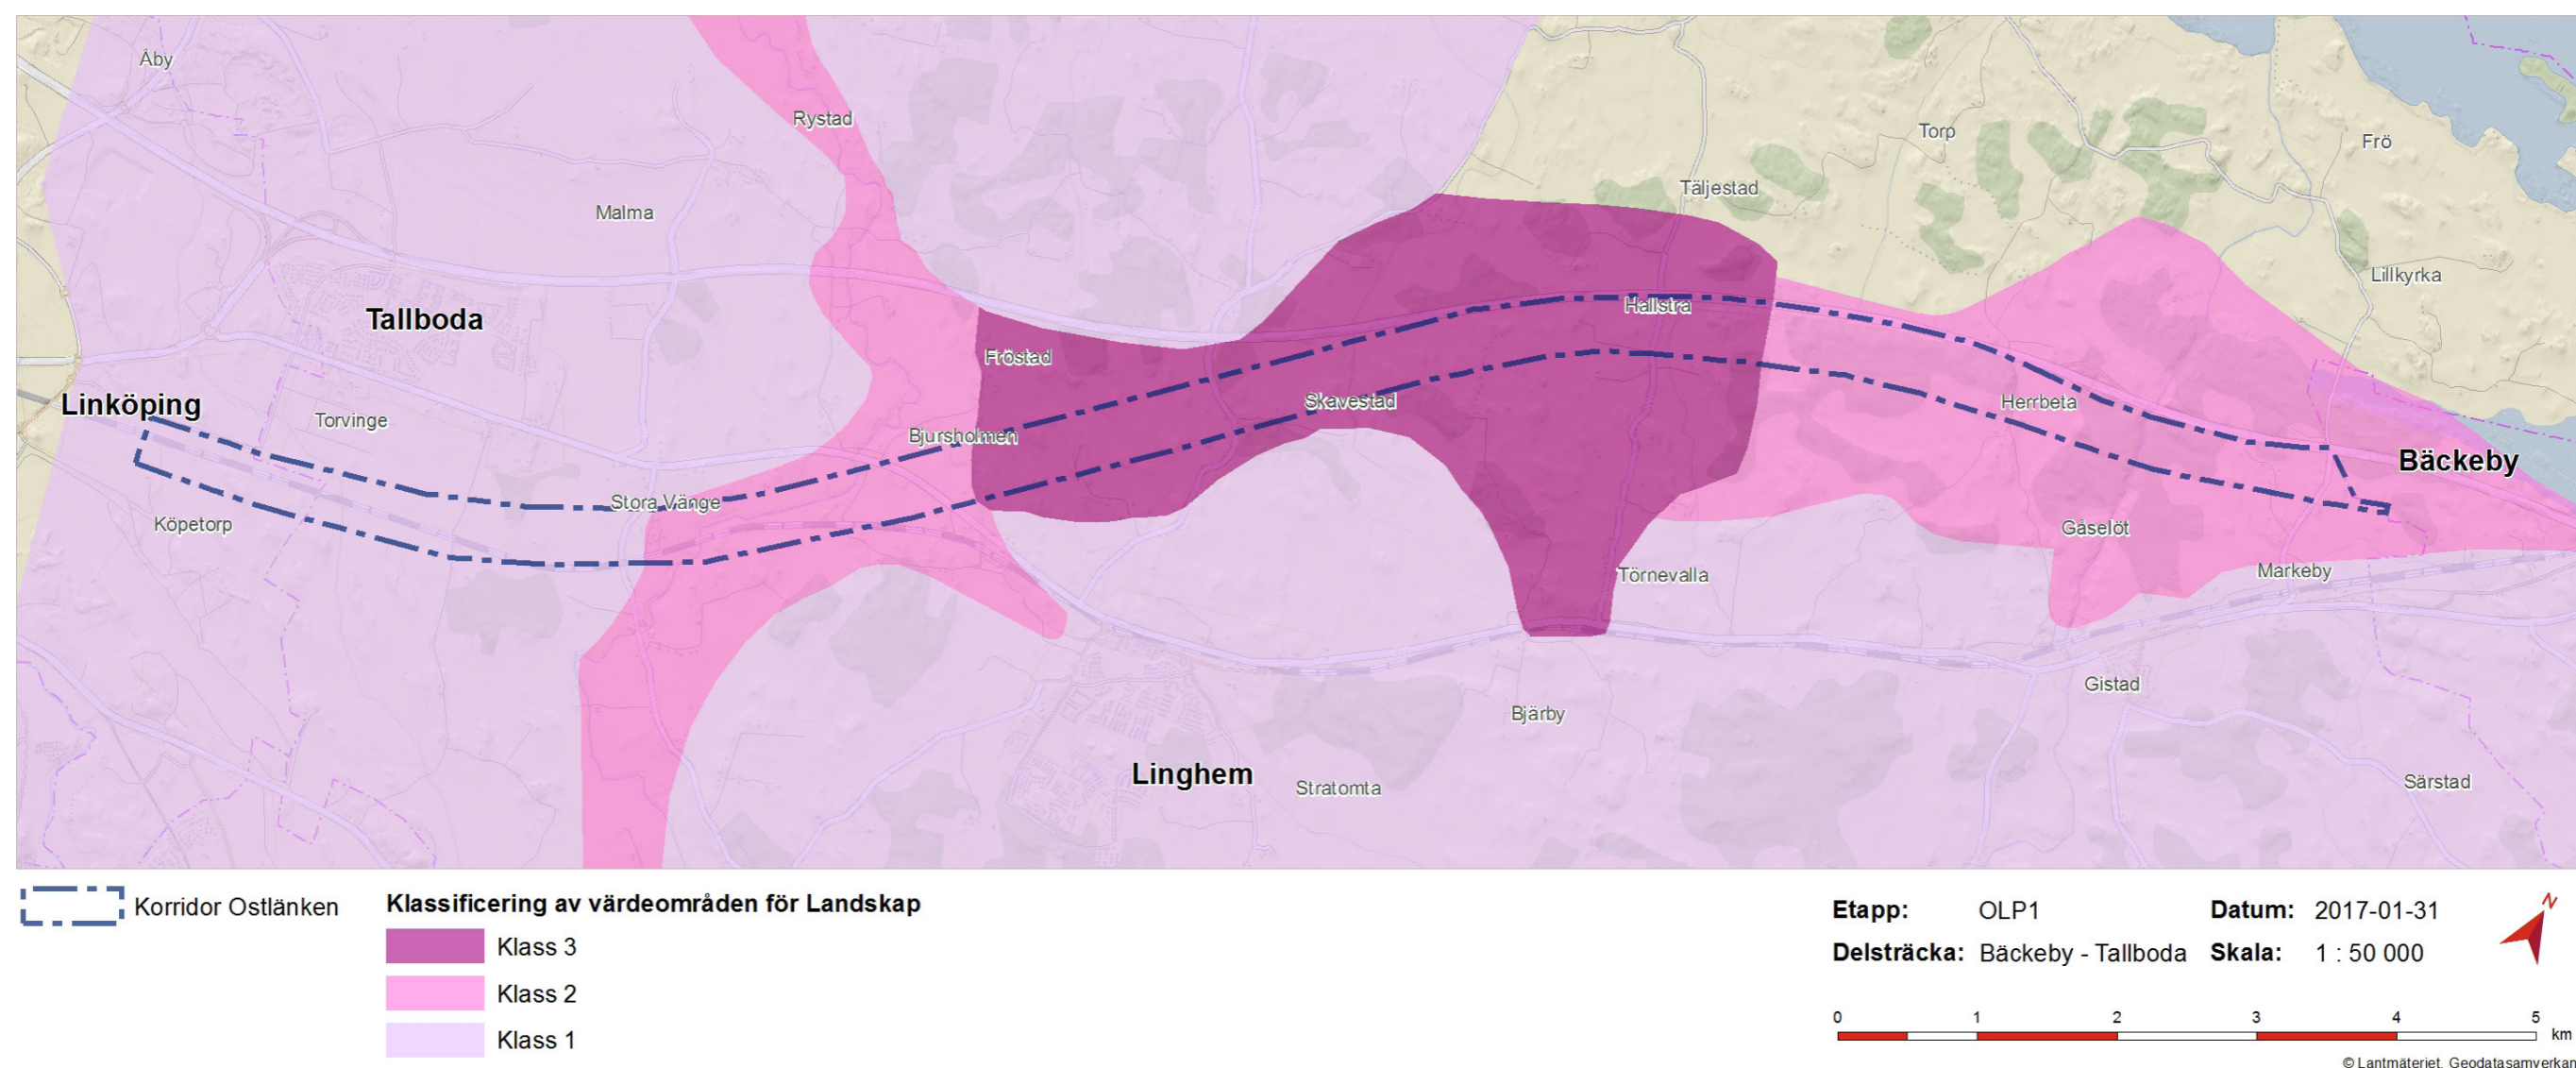 Åby
Rystad
Torp
Frö
Täljestad
Malma
Lillkyrka
Hallstra
Tallboda
Fröstad
Skavestad
Herrbeta
Linköping
Torvinge
Bjursholmen
Bäckeby
Stora Vänge
Köpetorp
Gåselöt
Markeby
Törnevalla
Gistad
Bjärby
Linghem
Stratomta
Särstad
Korridor Ostlänken
Klassificering av värdeområden för Landskap
Klass 3
Klass 2
Klass 1
Etapp: OLP1 Datum: 2017-01-31
Delsträcka: Bäckeby - Tallboda Skala: 1 : 50 000
N
0 1 2 3 4 5
km
© Lantmäteriet, Geodatasamverkan